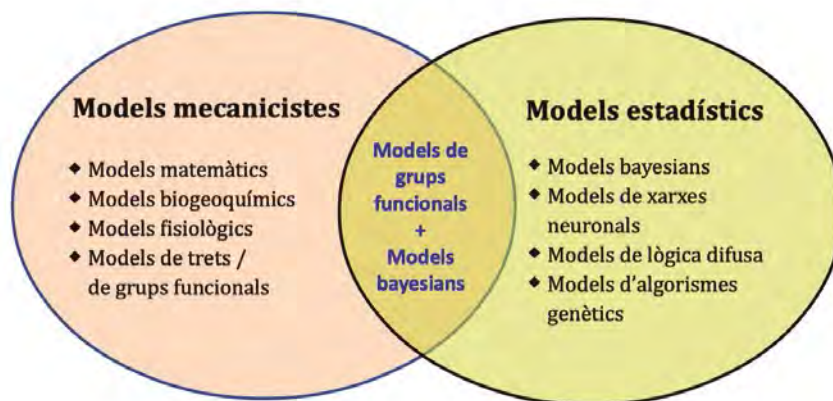 Models mecanicistes
◆ Models matemàtics
◆ Models biogeoquímics
◆ Models fisiològics
◆ Models de trets /
de grups funcionals
Models de
grups
funcionals
+
Models
bayesians
Models estadístics
◆ Models bayesians
◆ Models de xarxes
neuronals
◆ Models de lògica difusa
◆ Models d'algorismes
genètics